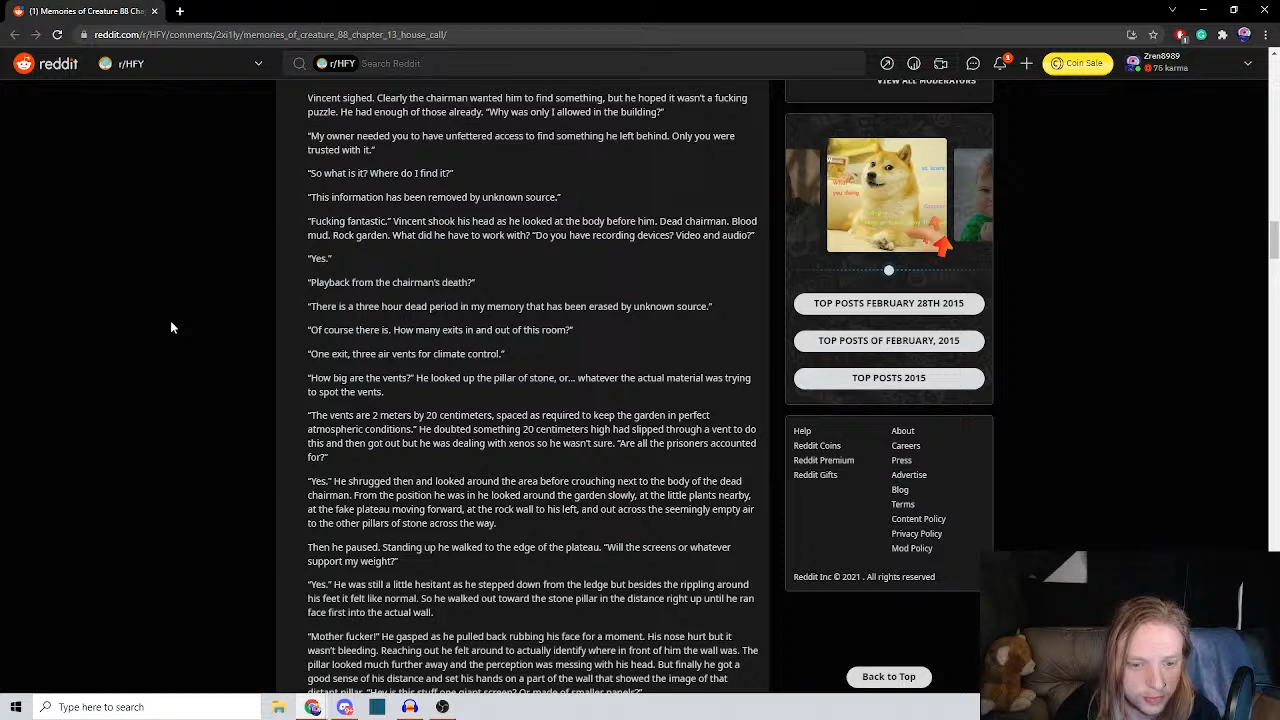 (1) Memories of Creature 88 Cha
reddit.com/r/HFY/comments/2xi1ly/memories_of_creature_88_chapter_13_house_call/
reddit
r/HFY
r/HFY
Search Reddit
Coin Sale
Zren8989
76 karma
Vincent sighed. Clearly the chairman wanted him to find something, but he hoped it wasn't a fucking
puzzle. He had enough of those already. “Why was only I allowed in the building?”
“My owner needed you to have unfettered access to find something he left behind. Only you were
trusted with it.”
“So what is it? Where do I find it?”
“This information has been removed by unknown source.”
“Fucking fantastic.” Vincent shook his head as he looked at the body before him. Dead chairman. Blood
mud. Rock garden. What did he have to work with? “Do you have recording devices? Video and audio?”
“Yes.”
“Playback from the chairman's death?”
“There is a three hour dead period in my memory that has been erased by unknown source.”
“Of course there is. How many exits in and out of this room?”
“One exit, three air vents for climate control.”
“How big are the vents?” He looked up the pillar of stone, or... whatever the actual material was trying
to spot the vents.
“The vents are 2 meters by 20 centimeters, spaced as required to keep the garden in perfect
atmospheric conditions.” He doubted something 20 centimeters high had slipped through a vent to do
this and then got out but he was dealing with xenos so he wasn't sure. “Are all the prisoners accounted
for?”
“Yes.” He shrugged then and looked around the area before crouching next to the body of the dead
chairman. From the position he was in he looked around the garden slowly, at the little plants nearby,
at the fake plateau moving forward, at the rock wall to his left, and out across the seemingly empty air
to the other pillars of stone across the way.
Then he paused. Standing up he walked to the edge of the plateau. “Will the screens or whatever
support my weight?”
“Yes.” He was still a little hesitant as he stepped down from the ledge but besides the rippling around
his feet it felt like normal. So he walked out toward the stone pillar in the distance right up until he ran
face first into the actual wall.
“Mother fucker!” He gasped as he pulled back rubbing his face for a moment. His nose hurt but it
wasn't bleeding. Reaching out he felt around to actually identify where in front of him the wall was. The
pillar looked much further away and the perception was messing with his head. But finally he got a
good sense of his distance and set his hands on a part of the wall that showed the image of that
distant pillar. “Hey is this stuff one giant screen? Or made of smaller panels?”
VIEW ALL MODERATORS
TOP POSTS FEBRUARY 28TH 2015
TOP POSTS OF FEBRUARY, 2015
TOP POSTS 2015
Help
About
Reddit Coins
Careers
Reddit Premium
Press
Reddit Gifts
Advertise
Blog
Terms
Content Policy
Privacy Policy
Mod Policy
Reddit Inc © 2021 . All rights reserved
Back to Top
Type here to search